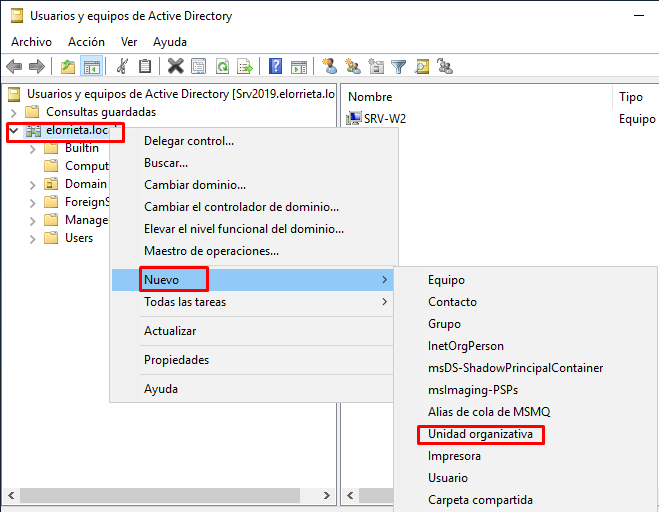 Usuarios y equipos de Active Directory
Archivo Acción Ver Ayuda
Usuarios y equipos de Active Directory [Srv2019.elorrieta.lo
Consultas guardadas
elorrieta.loc
Builtin
Comput
Domain
ForeignS
Manage
Users
Nombre Tipo
SRV-W2 Equipo
Delegar control...
Buscar...
Cambiar dominio...
Cambiar el controlador de dominio...
Elevar el nivel funcional del dominio...
Maestro de operaciones...
Nuevo
Todas las tareas
Actualizar
Propiedades
Ayuda
Equipo
Contacto
Grupo
InetOrgPerson
msDS-ShadowPrincipalContainer
msImaging-PSPs
Alias de cola de MSMQ
Unidad organizativa
Impresora
Usuario
Carpeta compartida